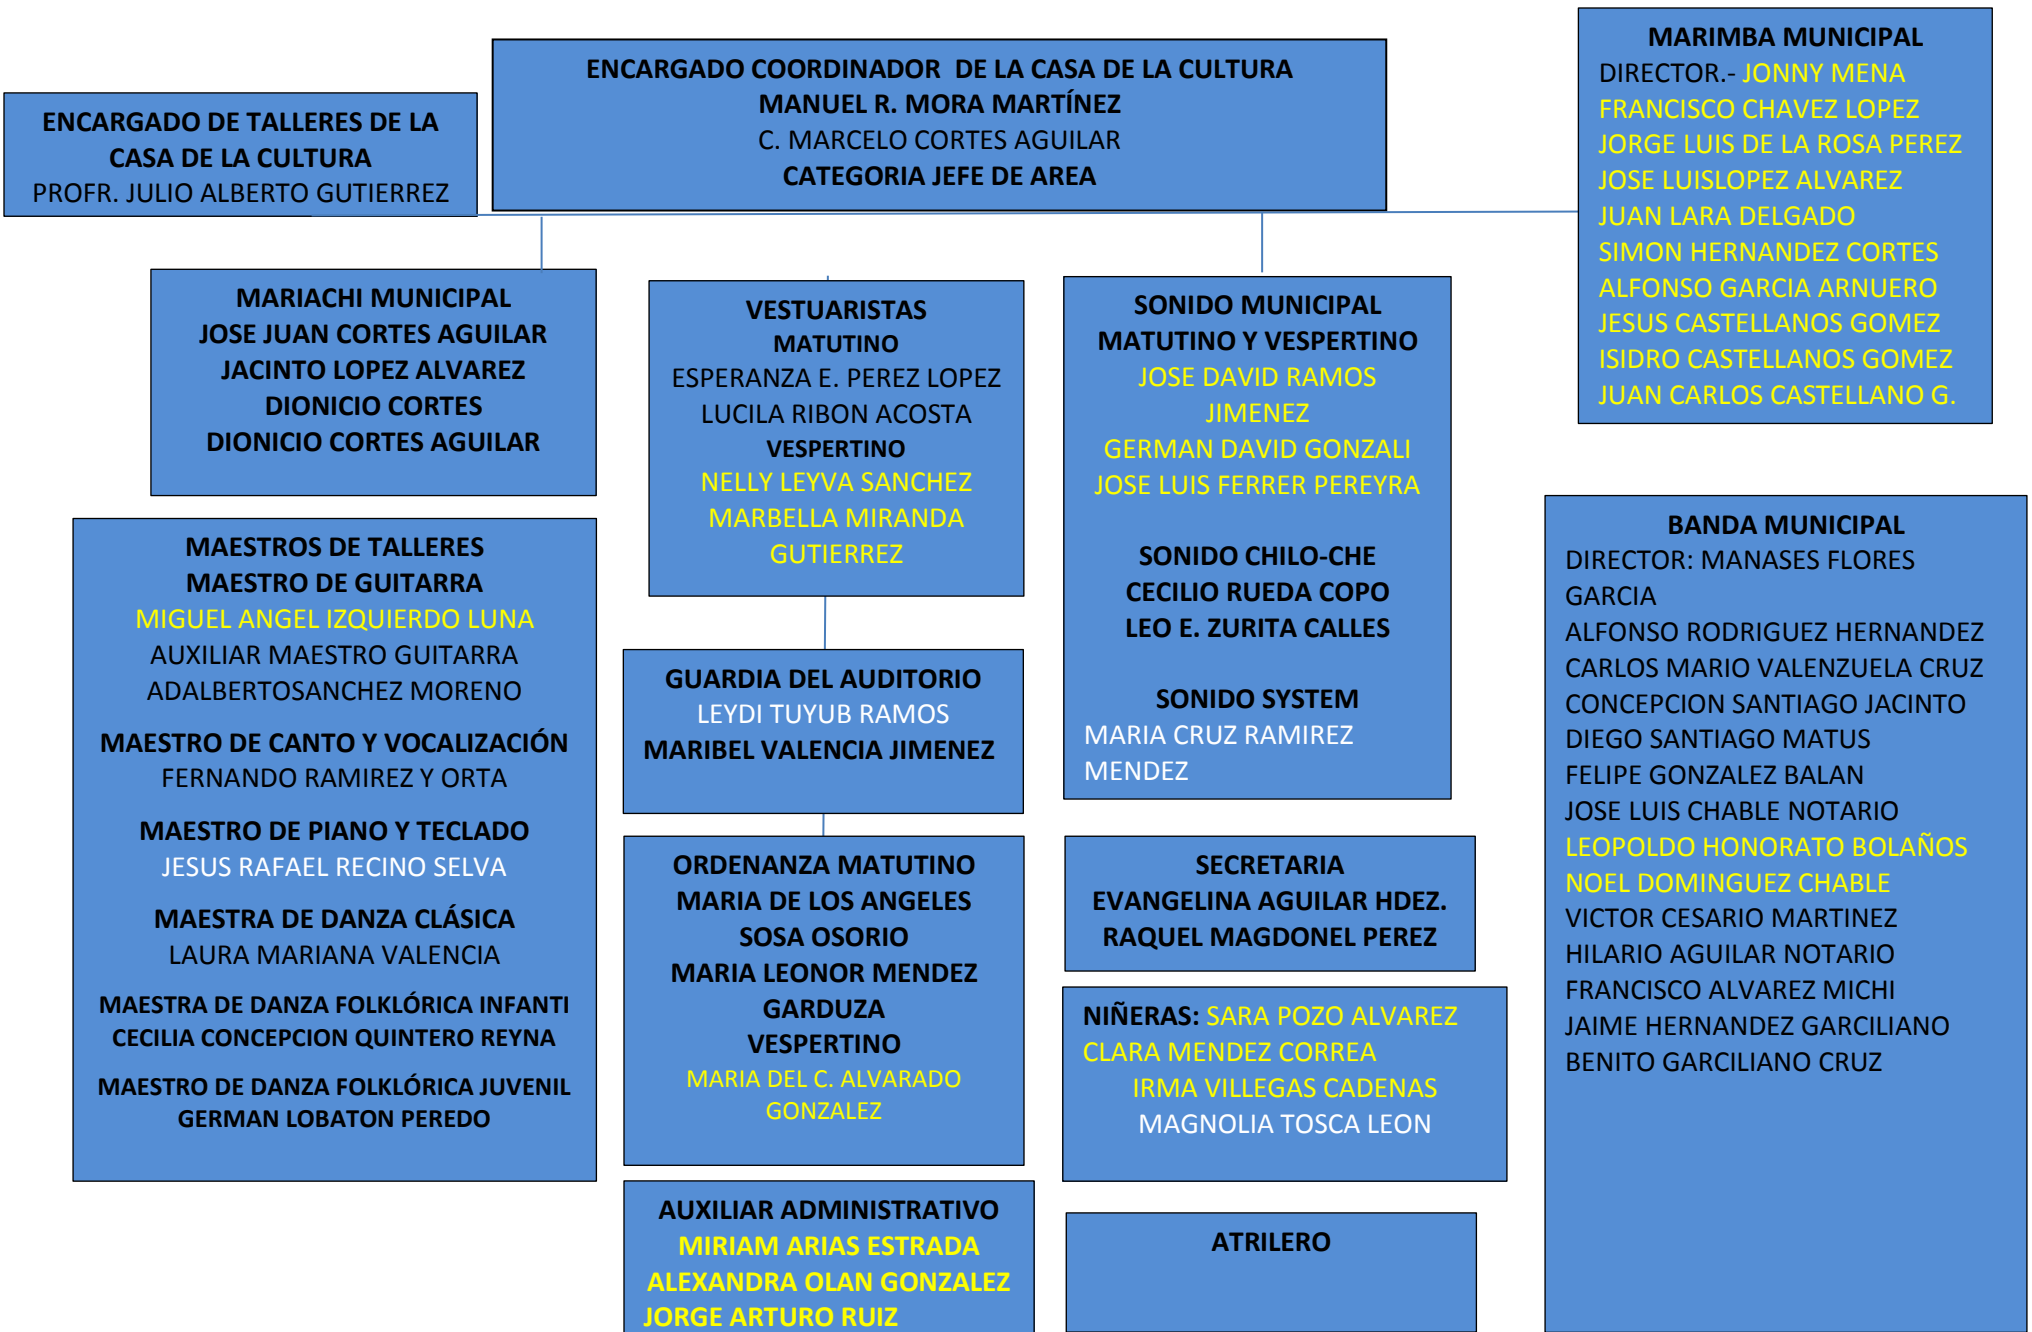 ENCARGADO COORDINADOR  DE LA CASA DE LA CULTURA
MANUEL R. MORA MARTÍNEZ
C. MARCELO CORTES AGUILAR
CATEGORIA JEFE DE AREA
ENCARGADO DE TALLERES DE LA
CASA DE LA CULTURA
PROFR. JULIO ALBERTO GUTIERREZ
MARIMBA MUNICIPAL
DIRECTOR.- JONNY MENA
FRANCISCO CHAVEZ LOPEZ
JORGE LUIS DE LA ROSA PEREZ
JOSE LUISLOPEZ ALVAREZ
JUAN LARA DELGADO
SIMON HERNANDEZ CORTES
ALFONSO GARCIA ARNUERO
JESUS CASTELLANOS GOMEZ
ISIDRO CASTELLANOS GOMEZ
JUAN CARLOS CASTELLANO G.
MARIACHI MUNICIPAL
JOSE JUAN CORTES AGUILAR
JACINTO LOPEZ ALVAREZ
DIONICIO CORTES
DIONICIO CORTES AGUILAR
VESTUARISTAS
MATUTINO
ESPERANZA E. PEREZ LOPEZ
LUCILA RIBON ACOSTA
VESPERTINO
NELLY LEYVA SANCHEZ
MARBELLA MIRANDA
GUTIERREZ
SONIDO MUNICIPAL
MATUTINO Y VESPERTINO
JOSE DAVID RAMOS
JIMENEZ
GERMAN DAVID GONZALI
JOSE LUIS FERRER PEREYRA
SONIDO CHILO-CHE
CECILIO RUEDA COPO
LEO E. ZURITA CALLES
SONIDO SYSTEM
MARIA CRUZ RAMIREZ
MENDEZ
BANDA MUNICIPAL
DIRECTOR: MANASES FLORES
GARCIA
ALFONSO RODRIGUEZ HERNANDEZ
CARLOS MARIO VALENZUELA CRUZ
CONCEPCION SANTIAGO JACINTO
DIEGO SANTIAGO MATUS
FELIPE GONZALEZ BALAN
JOSE LUIS CHABLE NOTARIO
LEOPOLDO HONORATO BOLAÑOS
NOEL DOMINGUEZ CHABLE
VICTOR CESARIO MARTINEZ
HILARIO AGUILAR NOTARIO
FRANCISCO ALVAREZ MICHI
JAIME HERNANDEZ GARCILIANO
BENITO GARCILIANO CRUZ
MAESTROS DE TALLERES
MAESTRO DE GUITARRA
MIGUEL ANGEL IZQUIERDO LUNA
AUXILIAR MAESTRO GUITARRA
ADALBERTOSANCHEZ MORENO
MAESTRO DE CANTO Y VOCALIZACIÓN
FERNANDO RAMIREZ Y ORTA
MAESTRO DE PIANO Y TECLADO
JESUS RAFAEL RECINO SELVA
MAESTRA DE DANZA CLÁSICA
LAURA MARIANA VALENCIA
MAESTRA DE DANZA FOLKLÓRICA INFANTI
CECILIA CONCEPCION QUINTERO REYNA
MAESTRO DE DANZA FOLKLÓRICA JUVENIL
GERMAN LOBATON PEREDO
GUARDIA DEL AUDITORIO
LEYDI TUYUB RAMOS
MARIBEL VALENCIA JIMENEZ
ORDENANZA MATUTINO
MARIA DE LOS ANGELES
SOSA OSORIO
MARIA LEONOR MENDEZ
GARDUZA
VESPERTINO
MARIA DEL C. ALVARADO
GONZALEZ
SECRETARIA
EVANGELINA AGUILAR HDEZ.
RAQUEL MAGDONEL PEREZ
NIÑERAS: SARA POZO ALVAREZ
CLARA MENDEZ CORREA
IRMA VILLEGAS CADENAS
MAGNOLIA TOSCA LEON
AUXILIAR ADMINISTRATIVO
MIRIAM ARIAS ESTRADA
ALEXANDRA OLAN GONZALEZ
JORGE ARTURO RUIZ
ATRILERO